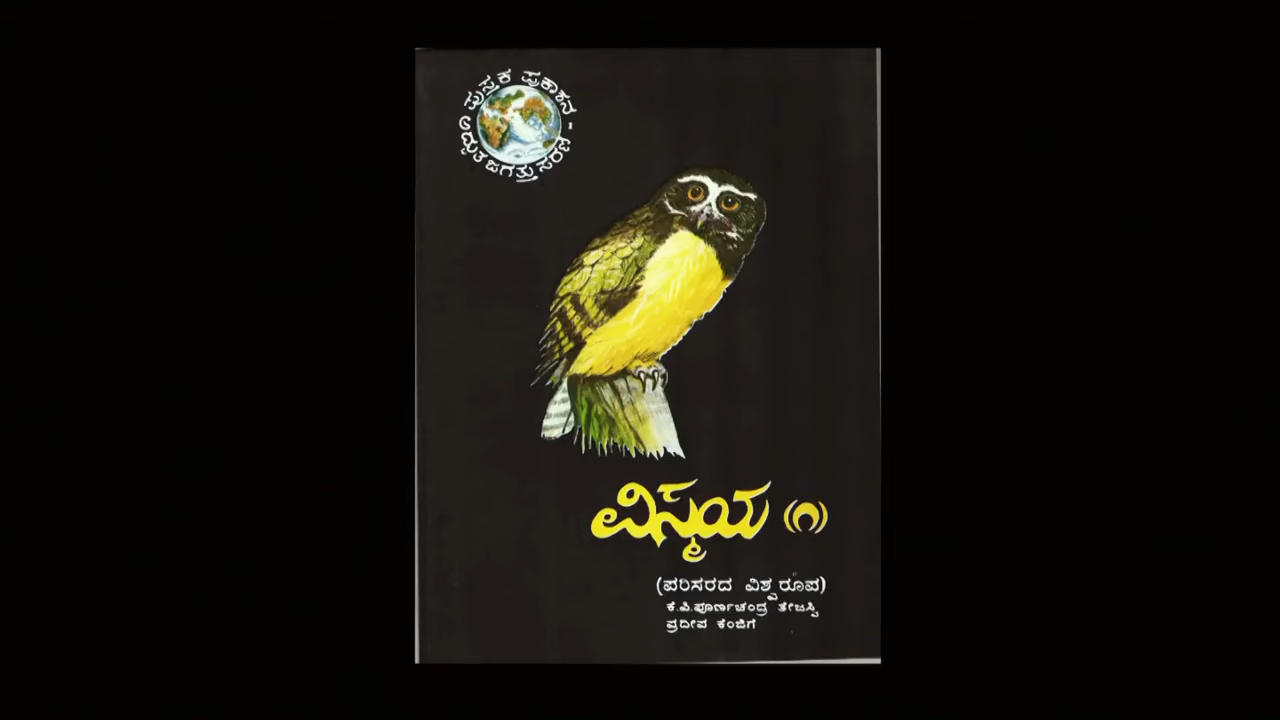 ಪುಸ್ತಕ ಪ್ರಕಾಶನ -
ವಿಸ್ಮಯ (೧)
(ಪರಿಸರದ ವಿಶ್ವರೂಪ)
ಕೆ.ಪಿ.ಪೂರ್ಣಚಂದ್ರ ತೇಜಸ್ವಿ
ಪ್ರದೀಪ ಕೆಂಜಿಗೆ